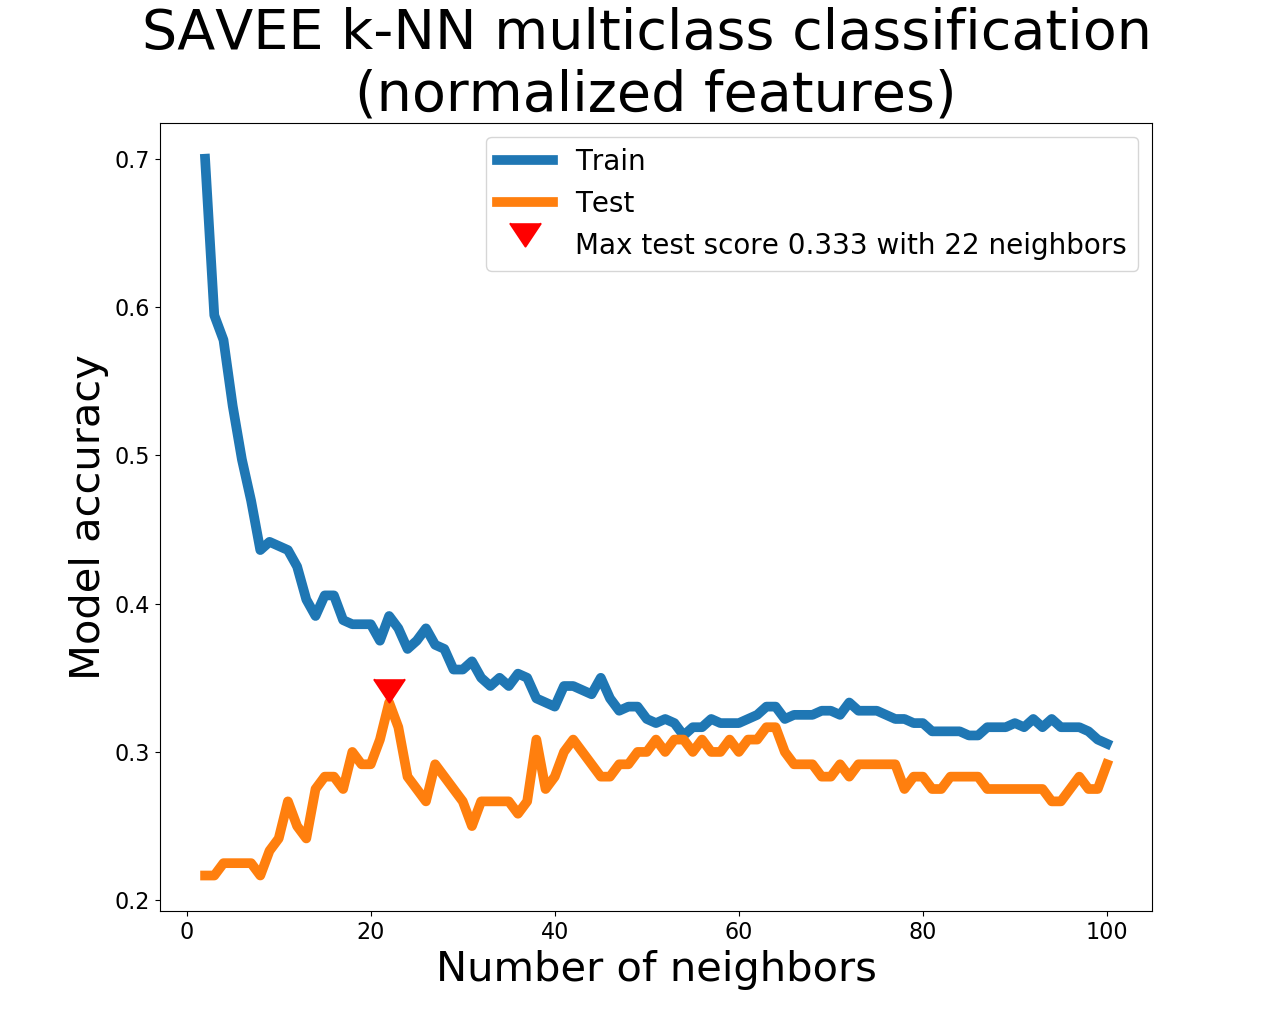 SAVEE k-NN multiclass classification
(normalized features)
Train
Test
Max test score 0.333 with 22 neighbors
Model accuracy
0.7
0.6
0.5
0.4
0.3
0.2
0
20
40
60
80
100
Number of neighbors